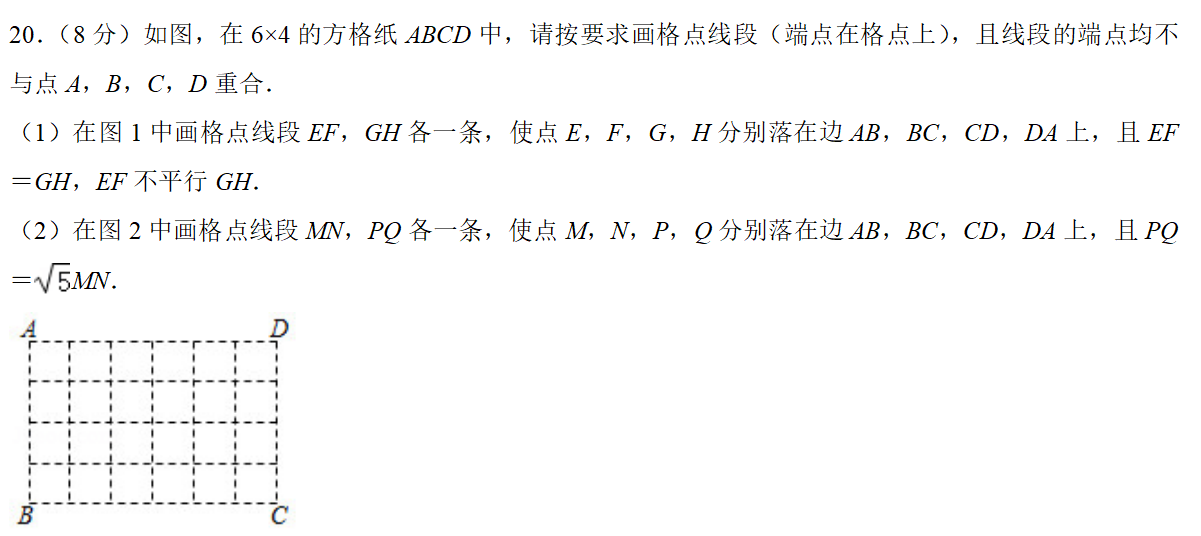 20.(8 分)如图，在 6×4 的方格纸 ABCD 中，请按要求画格点线段（端点在格点上），且线段的端点均不
与点 A，B，C，D 重合．
（1）在图 1 中画格点线段 EF，GH 各一条，使点 E，F，G，H 分别落在边 AB，BC，CD，DA 上，且 EF
＝GH，EF 不平行 GH．
（2）在图 2 中画格点线段 MN，PQ 各一条，使点 M，N，P，Q 分别落在边 AB，BC，CD，DA 上，且 PQ
＝√5MN．
A D
B C